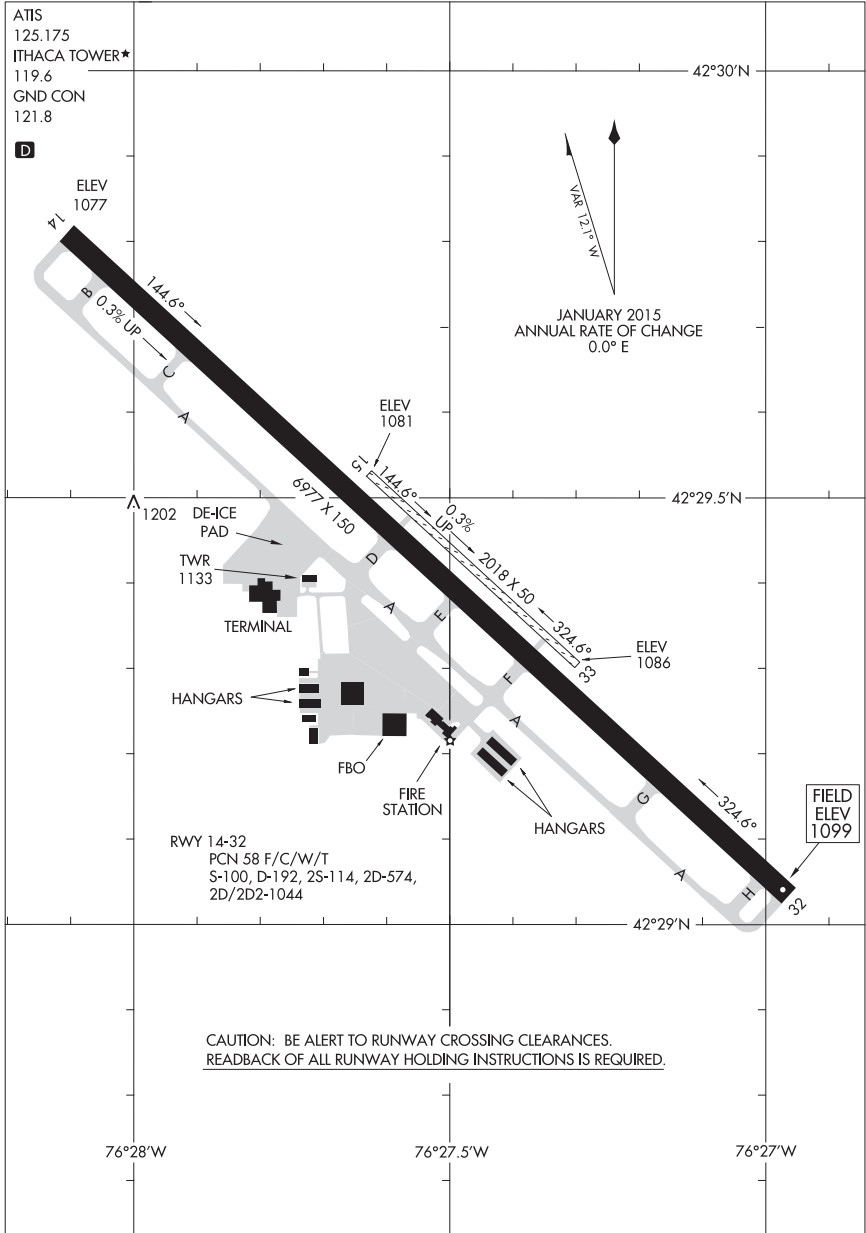 ATIS
125.175
ITHACA TOWER★
119.6
GND CON
121.8
D
42°30'N
ELEV
1077
14
VAR 12.1° W
JANUARY 2015
ANNUAL RATE OF CHANGE
0.0° E
144.6°
B
0.3% UP
C
A
ELEV
1081
15
144.6°
0.3%
UP
42°29.5'N
1202
DE-ICE
PAD
6977 X 150
2018 X 50
TWR
1133
D
A
E
324.6°
TERMINAL
ELEV
1086
33
F
HANGARS
A
FBO
FIRE
STATION
HANGARS
G
324.6°
FIELD
ELEV
1099
RWY 14-32
PCN 58 F/C/W/T
S-100, D-192, 2S-114, 2D-574,
2D/2D2-1044
A
H
32
42°29'N
CAUTION: BE ALERT TO RUNWAY CROSSING CLEARANCES.
READBACK OF ALL RUNWAY HOLDING INSTRUCTIONS IS REQUIRED.
76°28'W
76°27.5'W
76°27'W